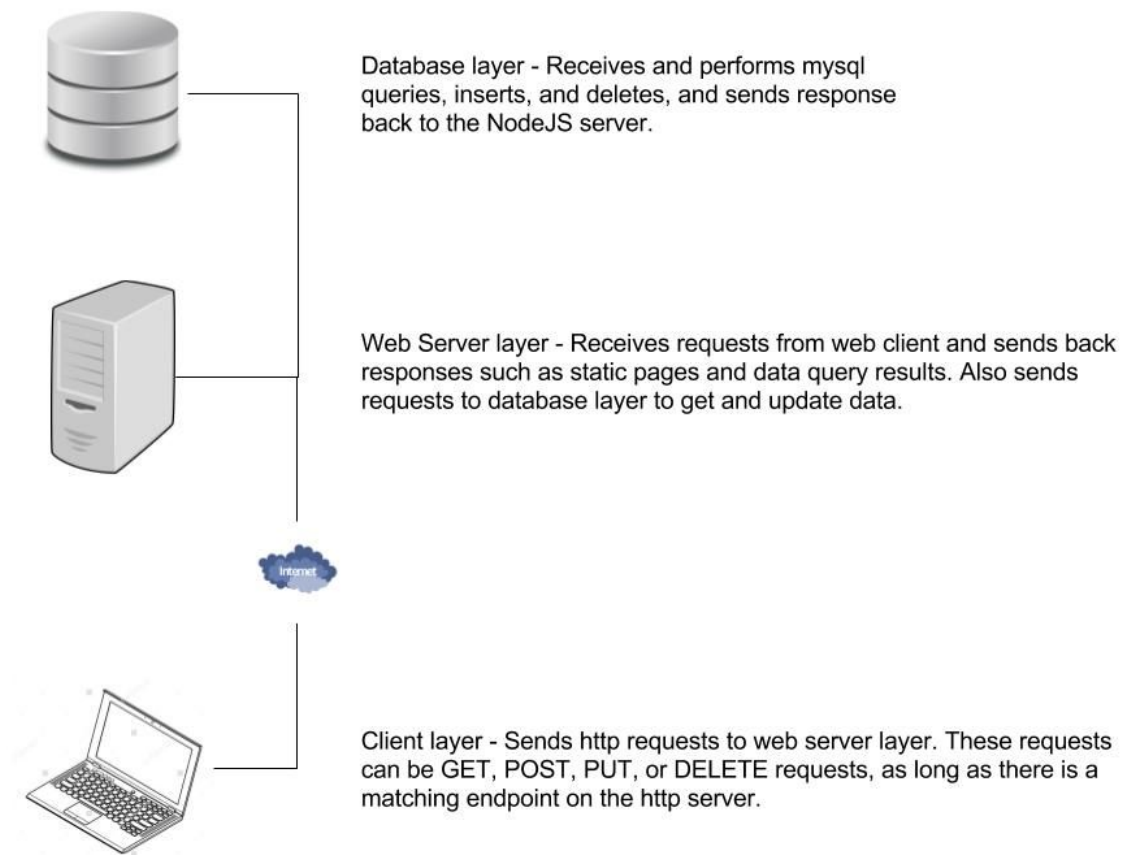 Database layer - Receives and performs mysql
queries, inserts, and deletes, and sends response
back to the NodeJS server.
Web Server layer - Receives requests from web client and sends back
responses such as static pages and data query results. Also sends
requests to database layer to get and update data.
Internet
Client layer - Sends http requests to web server layer. These requests
can be GET, POST, PUT, or DELETE requests, as long as there is a
matching endpoint on the http server.